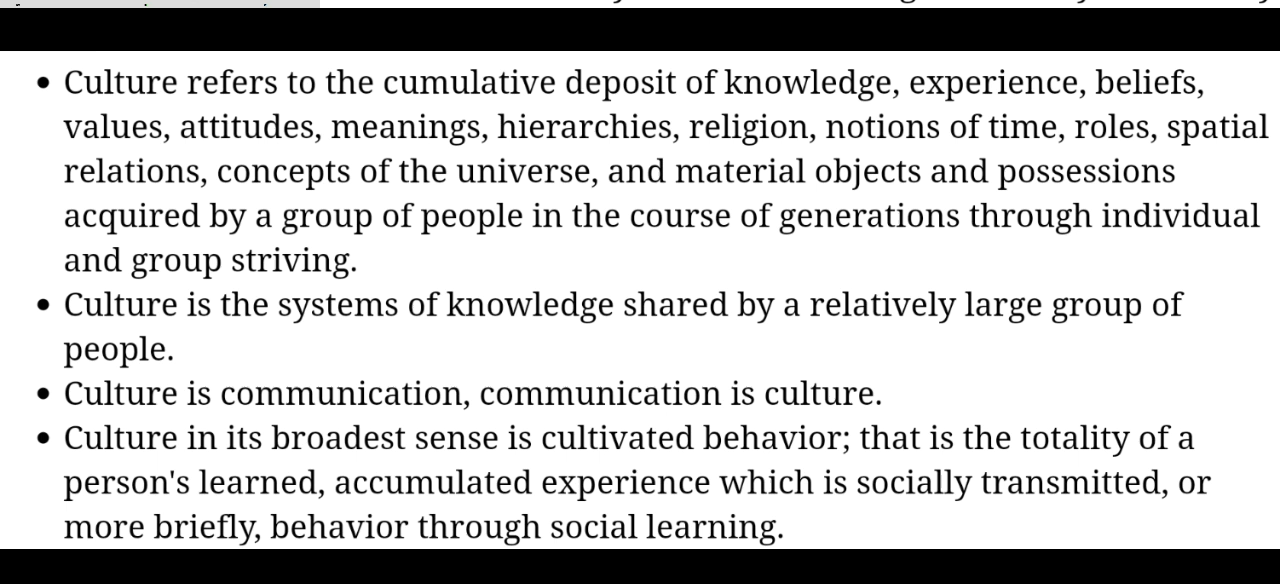 • Culture refers to the cumulative deposit of knowledge, experience, beliefs,
values, attitudes, meanings, hierarchies, religion, notions of time, roles, spatial
relations, concepts of the universe, and material objects and possessions
acquired by a group of people in the course of generations through individual
and group striving.
• Culture is the systems of knowledge shared by a relatively large group of
people.
• Culture is communication, communication is culture.
• Culture in its broadest sense is cultivated behavior; that is the totality of a
person's learned, accumulated experience which is socially transmitted, or
more briefly, behavior through social learning.